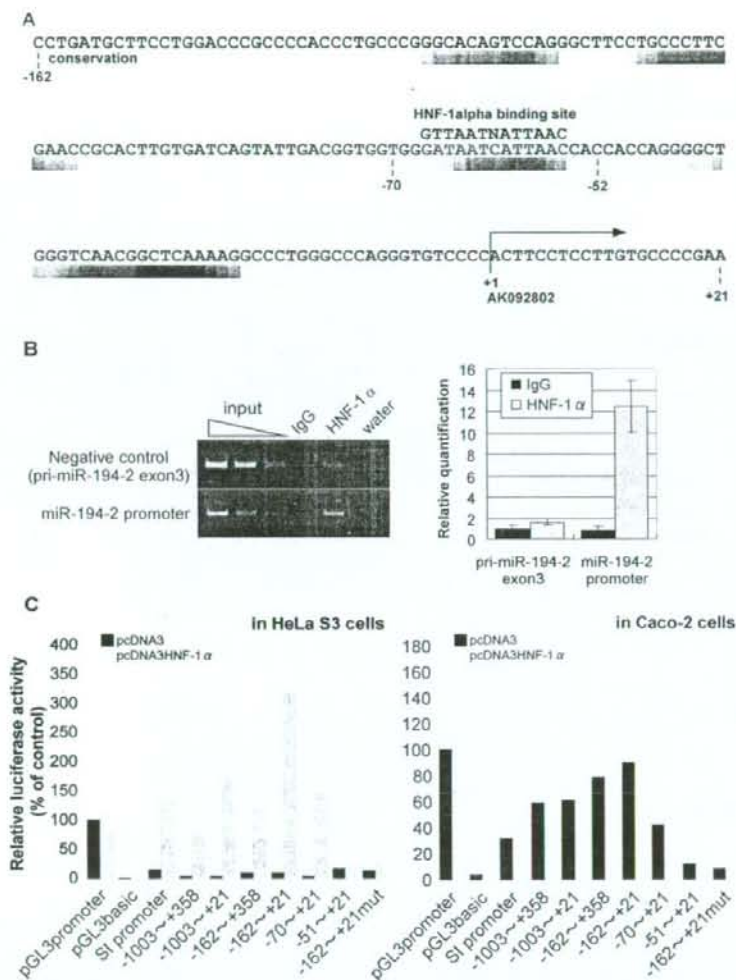 A
CCTGATGCTTCCTGGACCCGCCCCACCCTGCCCGGGCACAGTCCAGGGCTTCCTGCCCTTC
conservation
-162
HNF-1alpha binding site
GTTAATNATTAAC
GAACCGCACTTGTGATCAGTATTGACGGTGGTGGGATAATCATTAACCACCACCAGGGGCT
-70
-52
GGGTCAACGGCTCAAAAGGCCCTGGGCCCAGGGTGTCCCCACTTCCTCCTTGTGCCCCGAA
+1
+21
AK092802
B
input
IgG
HNF-1α
water
Negative control
(pri-miR-194-2 exon3)
miR-194-2 promoter
Relative quantification
16
14
12
10
8
6
4
2
0
IgG
HNF-1α
pri-miR-194-2
exon3
miR-194-2
promoter
C
in HeLa S3 cells
pcDNA3
pcDNA3HNF-1α
Relative luciferase activity
(% of control)
400
350
300
250
200
150
100
50
0
pGL3promoter
pGL3basic
SI promoter
-1003~+358
-1003~+21
-162~+358
-162~+21
-70~+21
-51~+21
-162~+21mut
in Caco-2 cells
pcDNA3
pcDNA3HNF-1α
180
160
140
120
100
80
60
40
20
0
pGL3promoter
pGL3basic
SI promoter
-1003~+358
-1003~+21
-162~+358
-162~+21
-70~+21
-51~+21
-162~+21mut